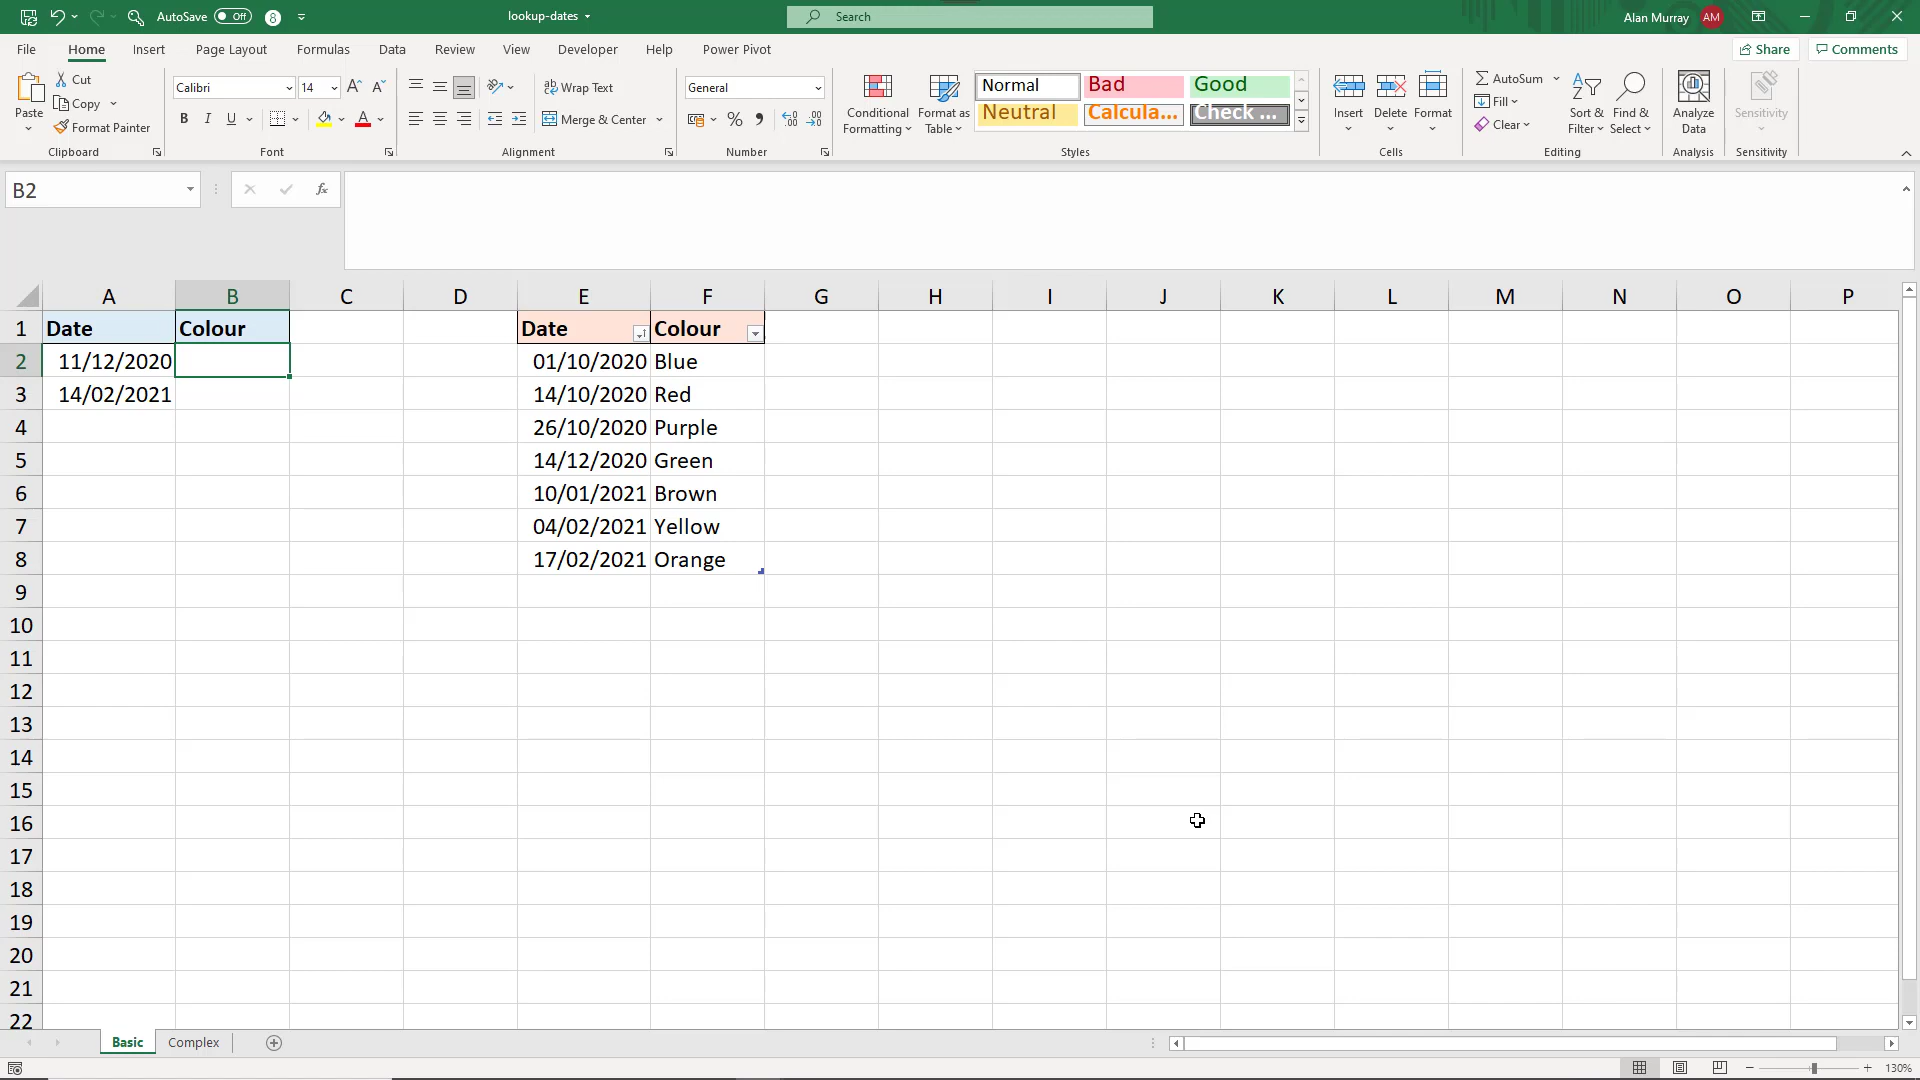 AutoSave Off 8 lookup-dates Search Alan Murray AM
File Home Insert Page Layout Formulas Data Review View Developer Help Power Pivot Share Comments
Paste
Cut
Copy
Format Painter
Clipboard
Calibri 14
B I U A
Font
Wrap Text
Merge & Center
Alignment
General
%
Number
Conditional Formatting
Format as Table
Normal Bad Good
Neutral Calcula... Check ...
Styles
Insert Delete Format
Cells
AutoSum
Fill
Clear
Sort & Filter
Find & Select
Editing
Analyze Data
Analysis
Sensitivity
Sensitivity
B2 fx
A B C D E F G H I J K L M N O P
1 Date Colour Date Colour
2 11/12/2020 01/10/2020 Blue
3 14/02/2021 14/10/2020 Red
4 26/10/2020 Purple
5 14/12/2020 Green
6 10/01/2021 Brown
7 04/02/2021 Yellow
8 17/02/2021 Orange
9
10
11
12
13
14
15
16
17
18
19
20
21
22
Basic Complex
130%